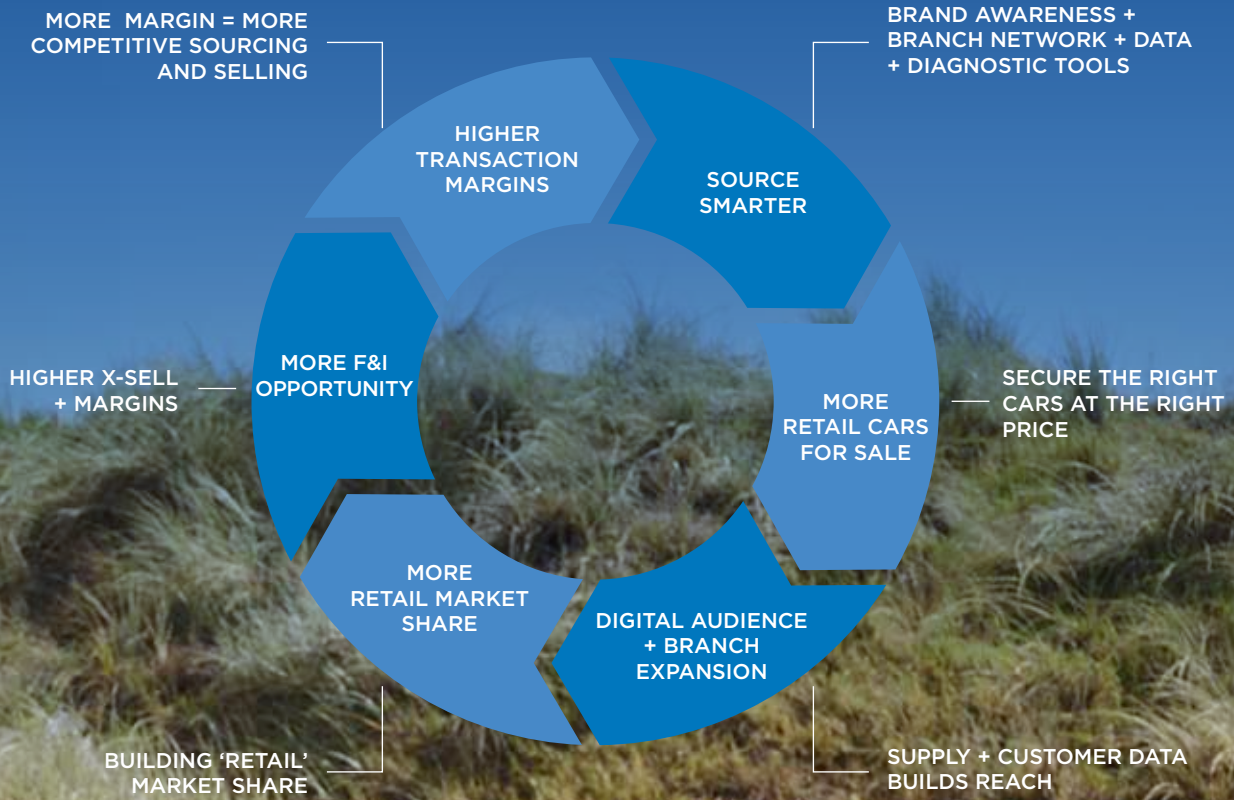 MORE MARGIN = MORE
COMPETITIVE SOURCING
AND SELLING
BRAND AWARENESS +
BRANCH NETWORK + DATA
+ DIAGNOSTIC TOOLS
HIGHER
TRANSACTION
MARGINS
SOURCE
SMARTER
MORE F&I
OPPORTUNITY
HIGHER X-SELL
+ MARGINS
MORE
RETAIL CARS
FOR SALE
SECURE THE RIGHT
CARS AT THE RIGHT
PRICE
MORE
RETAIL MARKET
SHARE
DIGITAL AUDIENCE
+ BRANCH
EXPANSION
BUILDING ‘RETAIL’
MARKET SHARE
SUPPLY + CUSTOMER DATA
BUILDS REACH